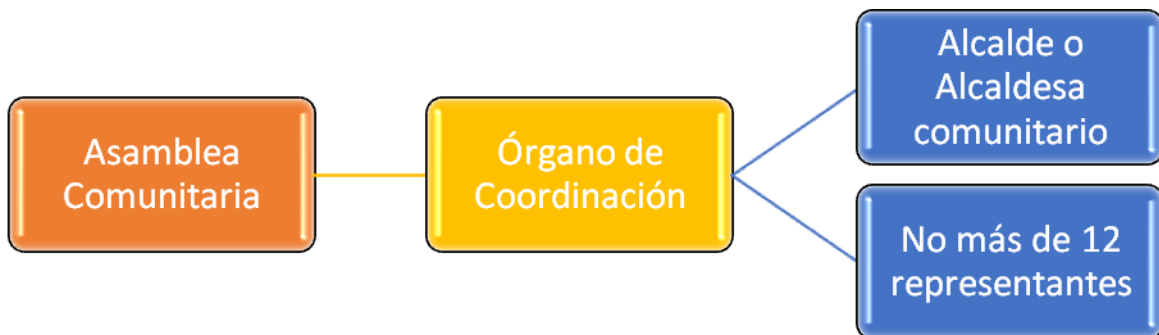 Asamblea
Comunitaria
Órgano de
Coordinación
Alcalde o
Alcaldesa
comunitario
No más de 12
representantes